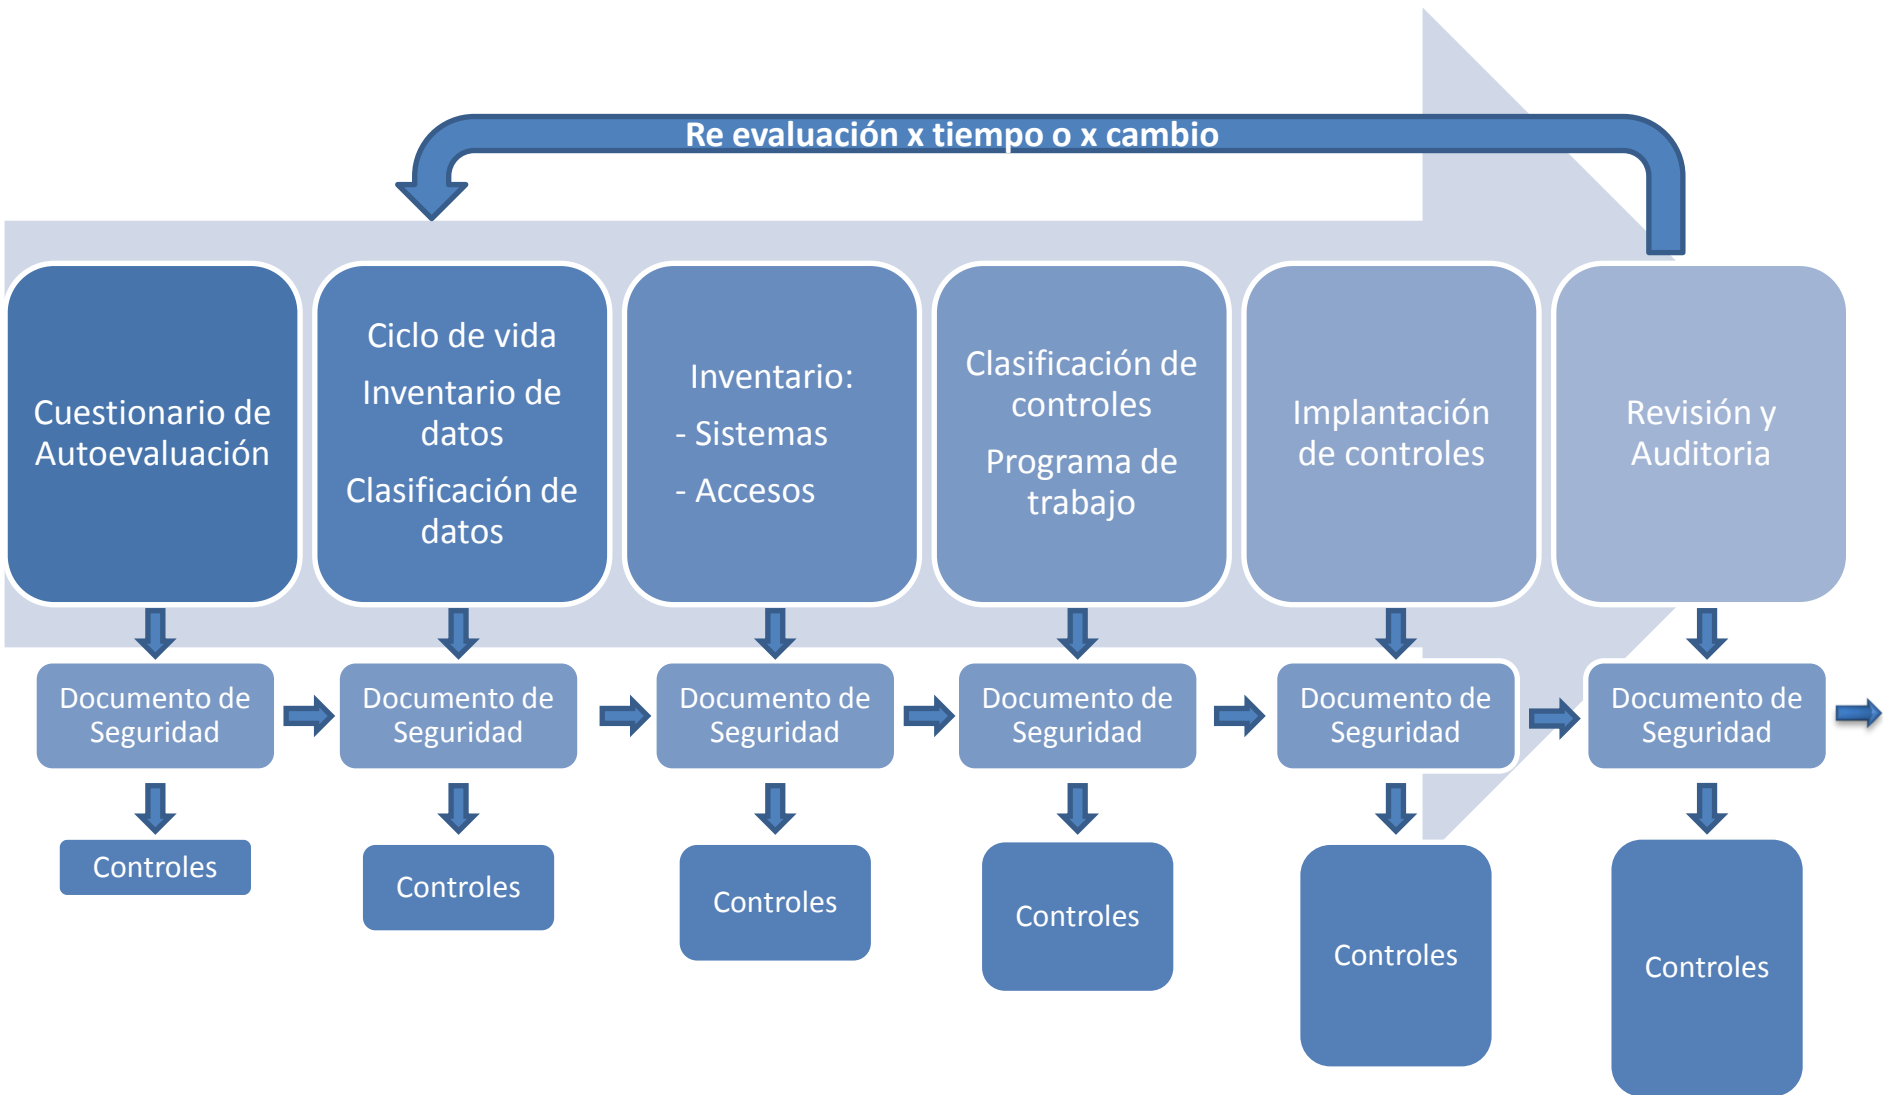 Re evaluación x tiempo o x cambio
Cuestionario de
Autoevaluación
Ciclo de vida
Inventario de
datos
Clasificación de
datos
Inventario:
- Sistemas
- Accesos
Clasificación de
controles
Programa de
trabajo
Implantación
de controles
Revisión y
Auditoria
Documento de
Seguridad
Documento de
Seguridad
Documento de
Seguridad
Documento de
Seguridad
Documento de
Seguridad
Documento de
Seguridad
Controles
Controles
Controles
Controles
Controles
Controles